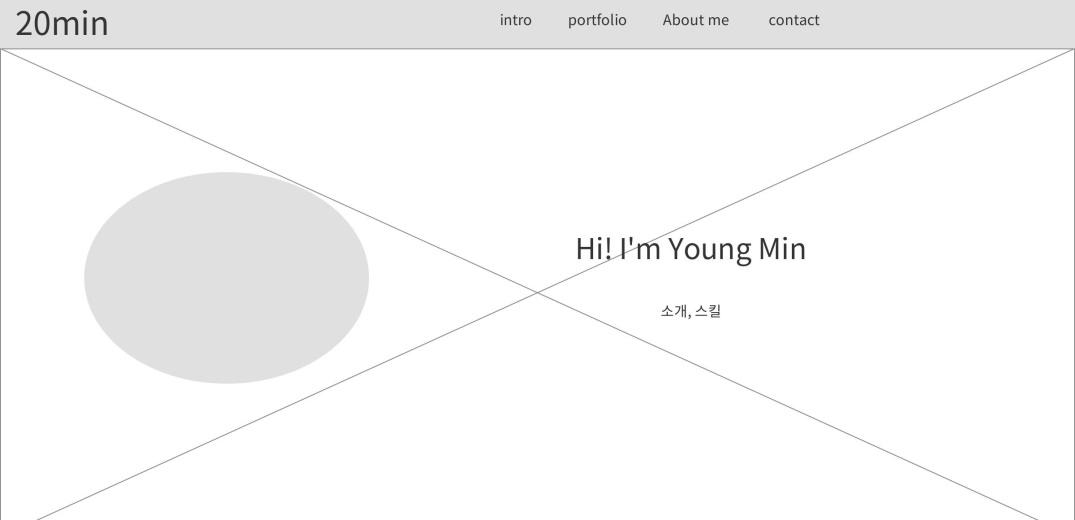 20min
intro portfolio About me contact
Hi! I'm Young Min
소개, 스킬